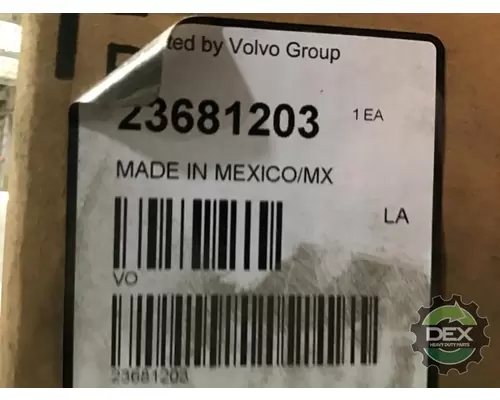 ted by Volvo Group
23681203
1 EA
MADE IN MEXICO/MX
LA
VO
23681203
DEX
HEAVY DUTY PARTS